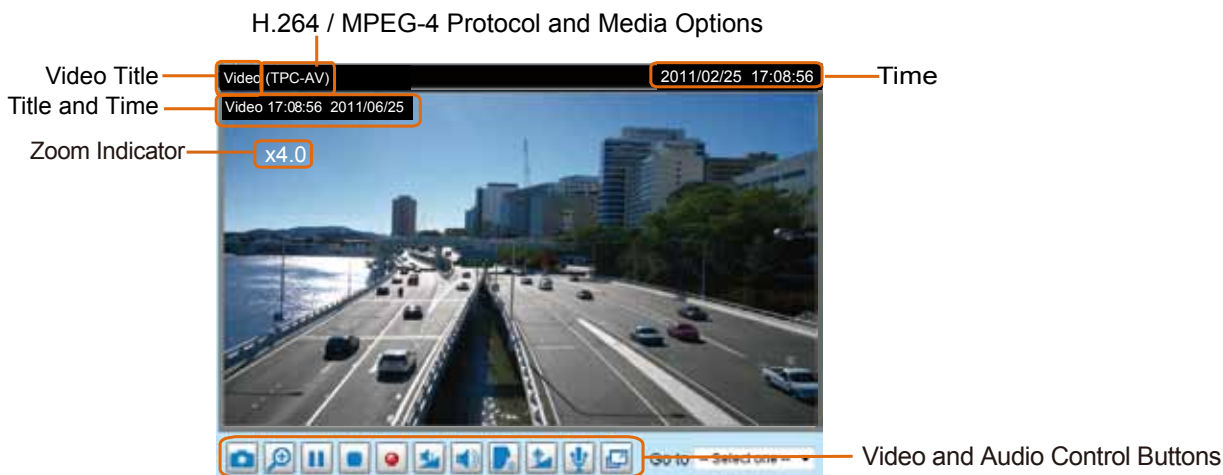 H.264 / MPEG-4 Protocol and Media Options
Video Title
Video (TPC-AV)
2011/02/25 17:08:56
Time
Title and Time
Video 17:08:56 2011/06/25
Zoom Indicator
x4.0
Go to -- Select one --
Video and Audio Control Buttons